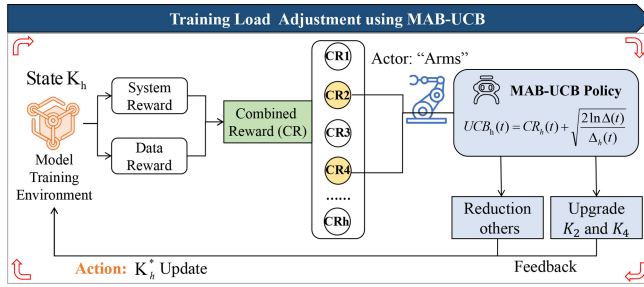 Training Load Adjustment using MAB-UCB
State K_h
Model
Training
Environment
System
Reward
Data
Reward
Combined
Reward (CR)
CR1
CR2
CR3
CR4
......
CRh
Actor: “Arms”
MAB-UCB Policy
UCB_h(t) = CR_h(t) + √(2 ln Δ(t) / Δ_h(t))
Reduction
others
Upgrade
K_2 and K_4
Action: K_h^* Update
Feedback